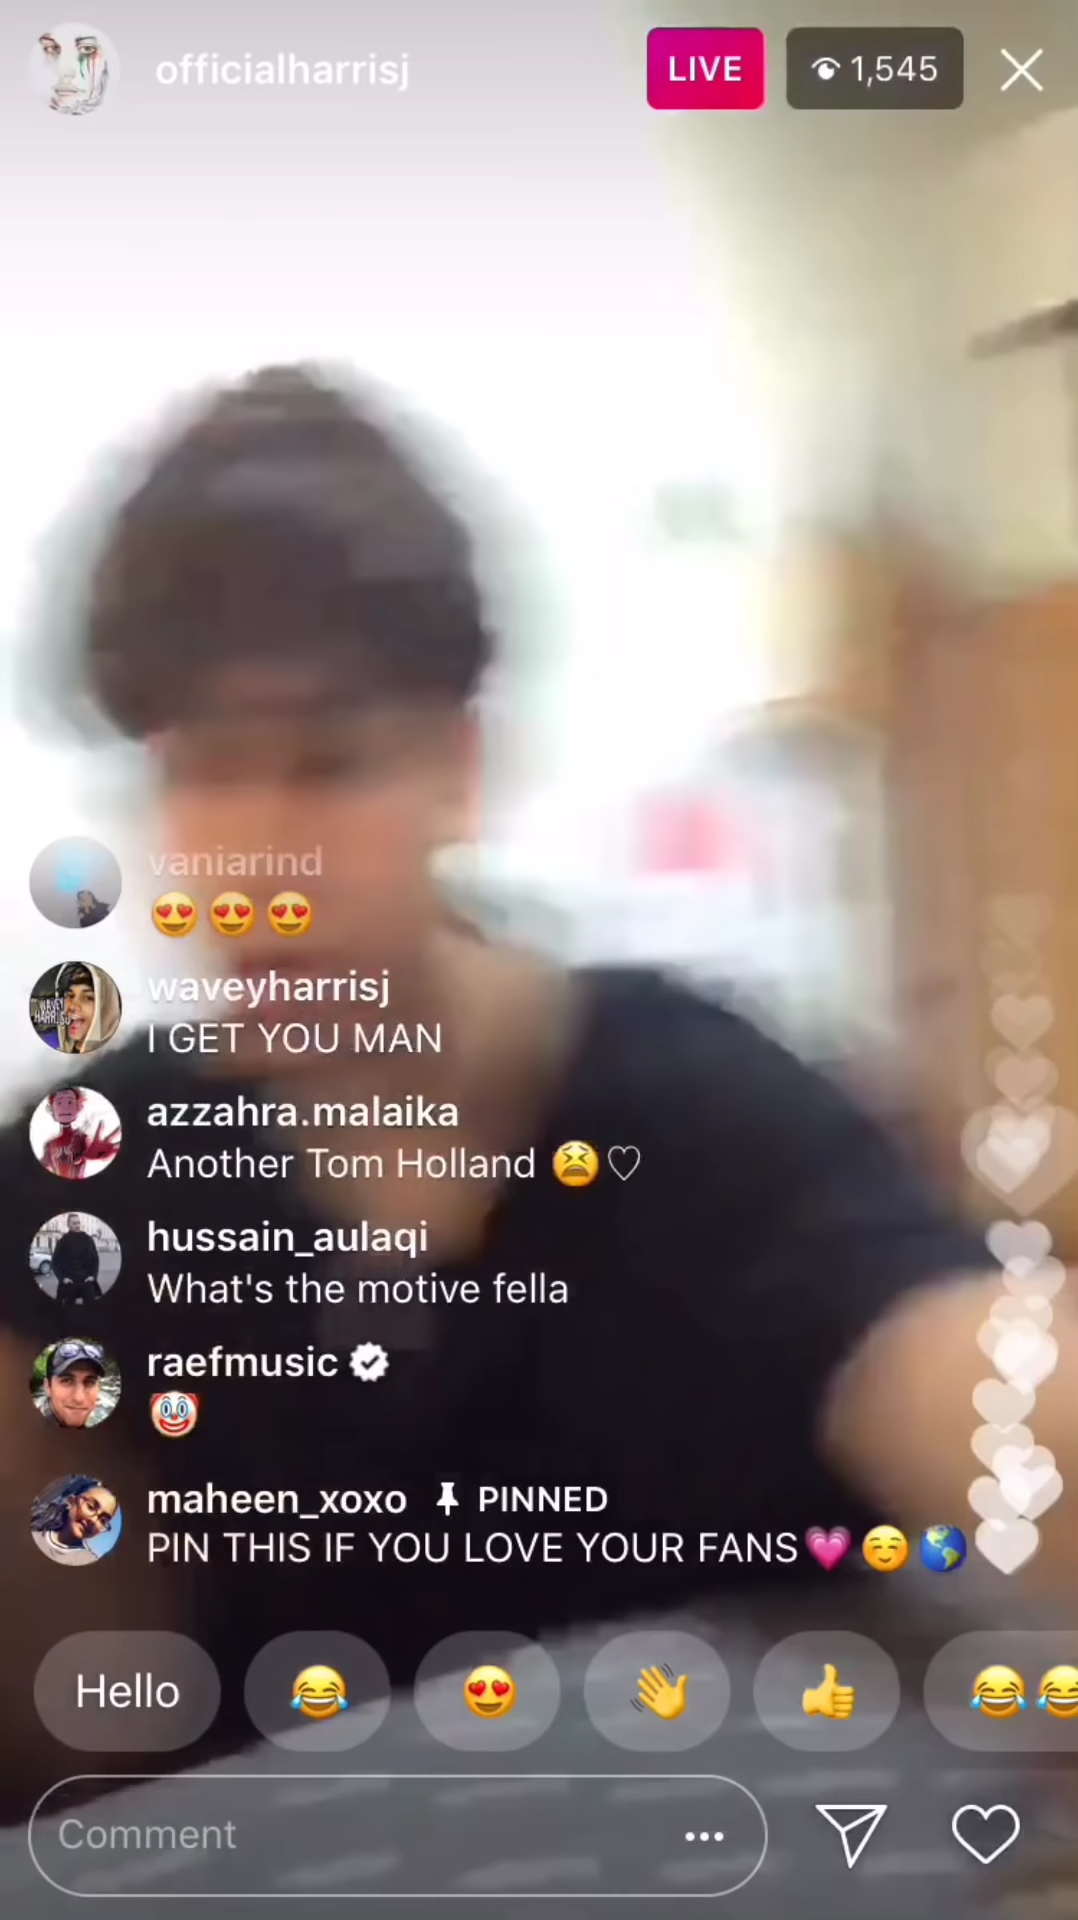 officialharrisj
LIVE
1,545
vaniarind
😍😍😍
waveyharrisj
I GET YOU MAN
azzahra.malaika
Another Tom Holland 😫♡
hussain_aulaqi
What's the motive fella
raefmusic
🤡
maheen_xoxo PINNED
PIN THIS IF YOU LOVE YOUR FANS💗☺️🌎
Hello 😂 😍 👋 👍 😂😂
Comment